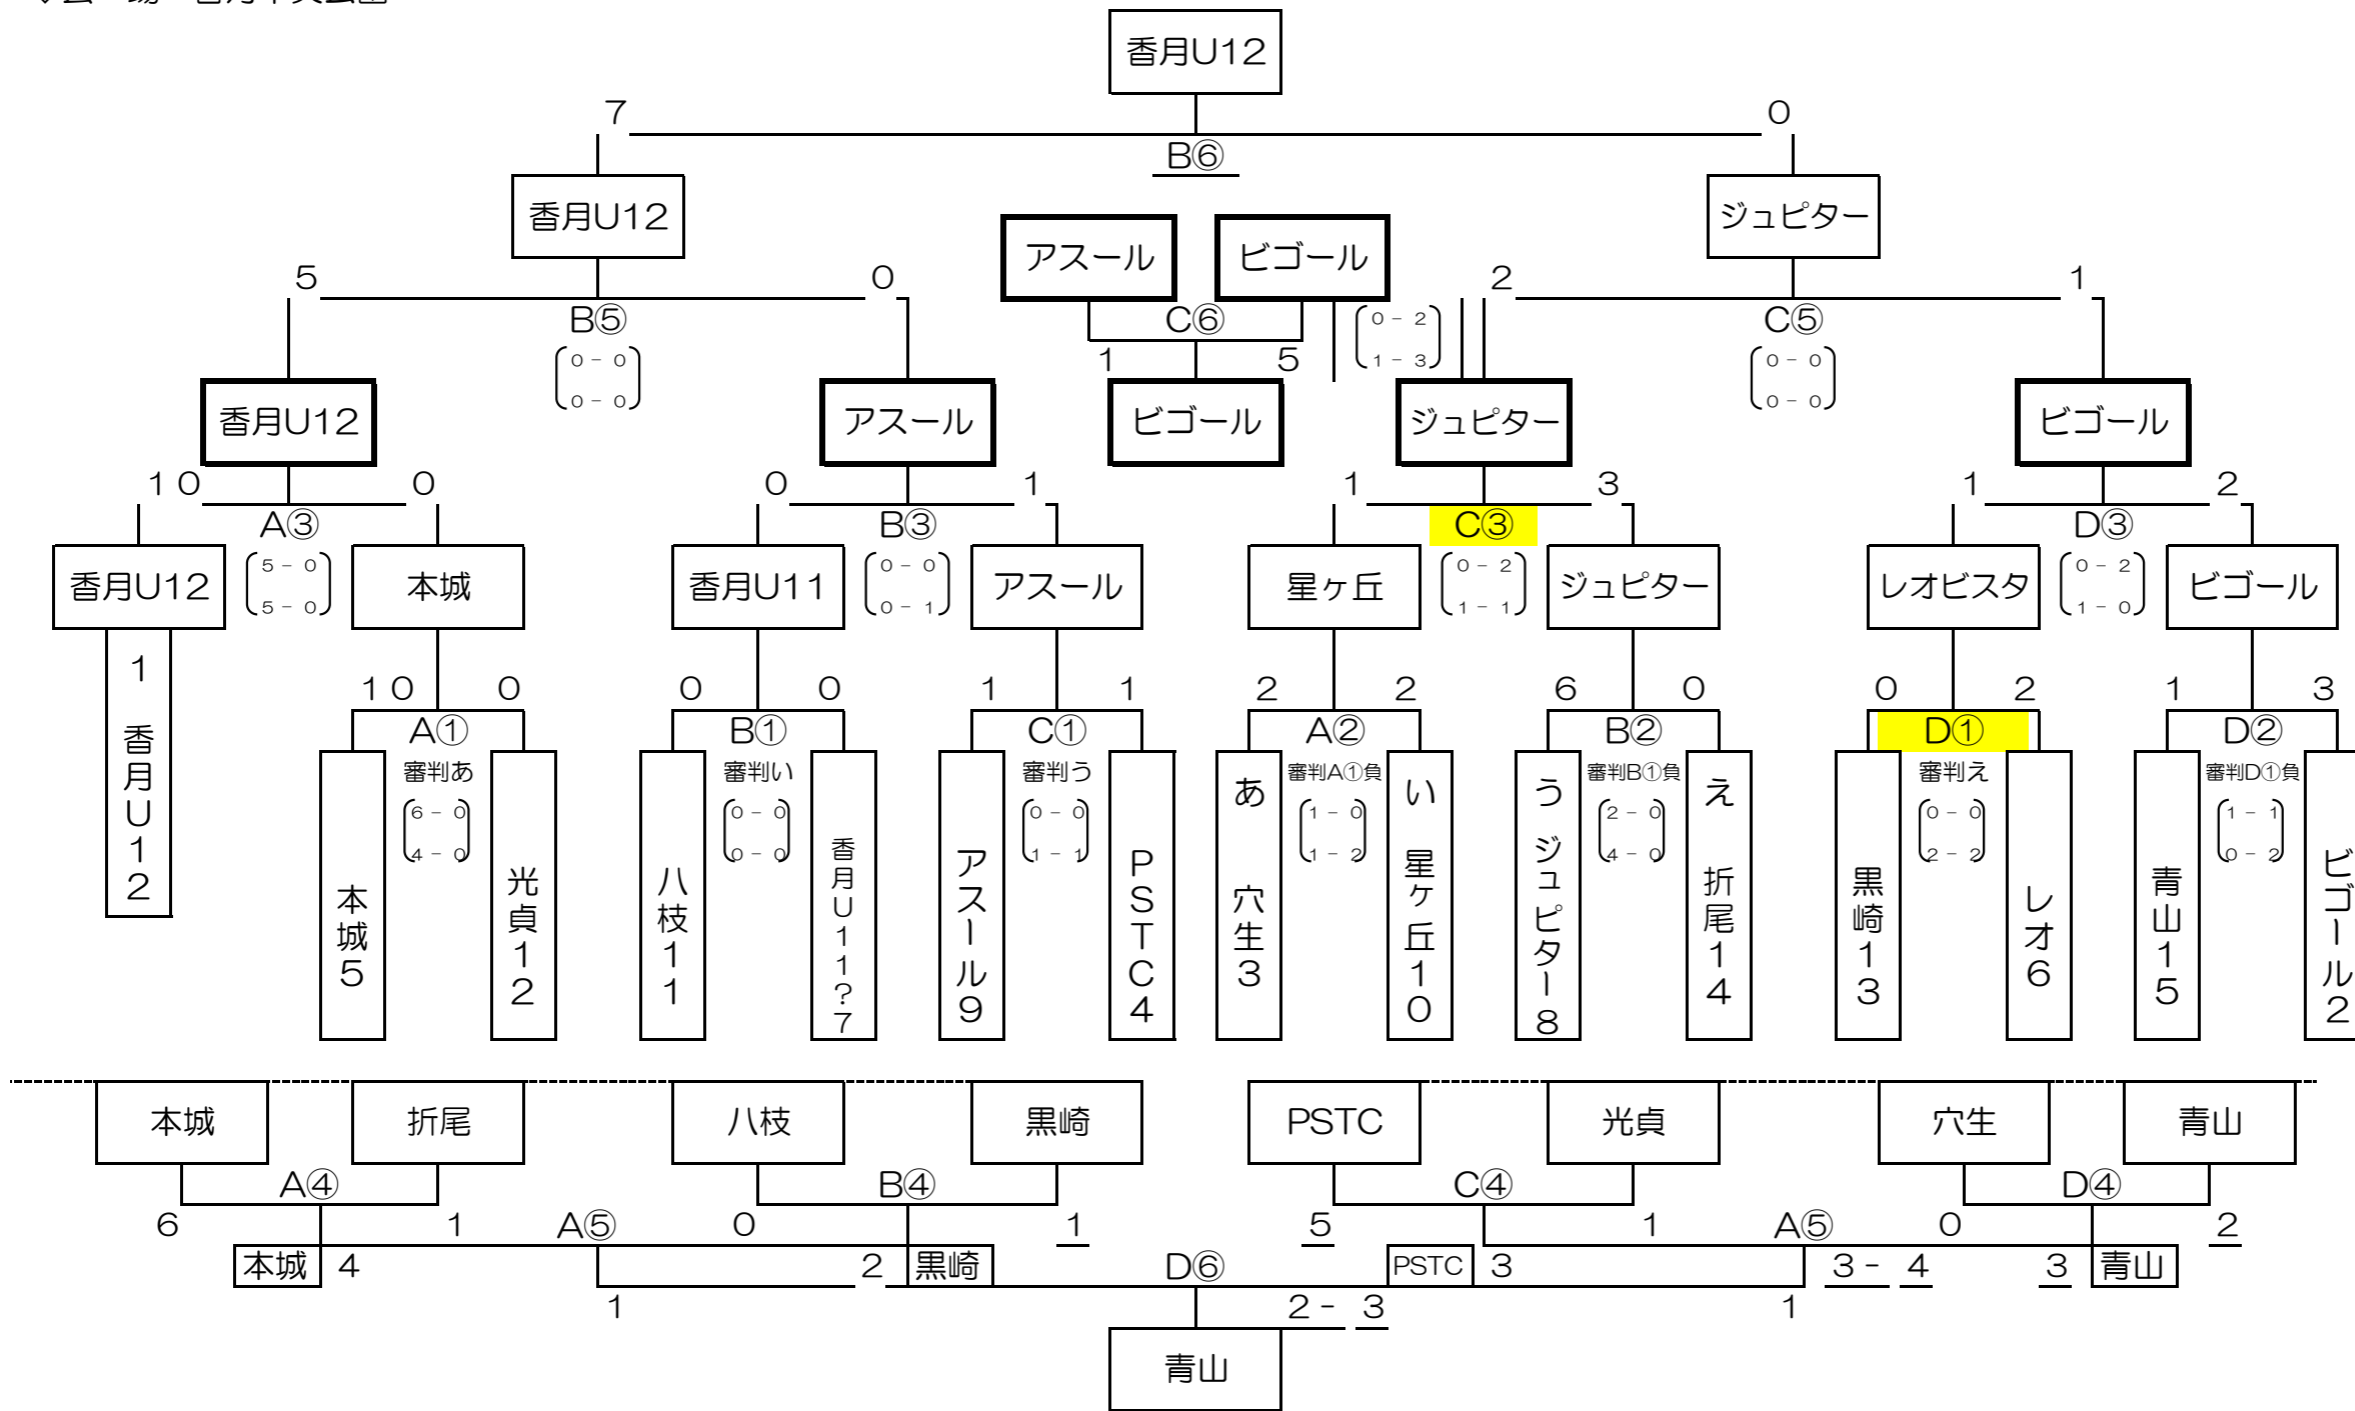 香月U12
7 0
B⑥
香月U12 ジュピター
アスール ビゴール
5 0 2 1
B⑤ C⑥ C⑤
0 - 0
0 - 0
1 5
0 - 2
1 - 3
0 - 0
0 - 0
香月U12 アスール ビゴール ジュピター ビゴール
10 0 0 1 1 3 1 2
A③ B③ C③ D③
香月U12
5 - 0
5 - 0
本城
香月U11
0 - 0
0 - 1
アスール
星ヶ丘
0 - 2
1 - 1
ジュピター
レオビスタ
0 - 2
1 - 0
ビゴール
1 香月U12
10 0 0 0 1 1 2 2 6 0 0 2 1 3
A① B① C① A② B② D① D②
審判あ 審判い 審判う 審判A①負 審判B①負 審判え 審判D①負
6 - 0
4 - 0
0 - 0
0 - 0
0 - 0
1 - 1
1 - 0
1 - 2
2 - 0
4 - 0
0 - 0
2 - 2
1 - 1
0 - 2
本城5
光貞12
八枝11
香月U11?7
アスール9
PSTC4
あ 穴生3
い 星ヶ丘10
う ジュピター8
え 折尾14
黒崎13
レオ6
青山15
ビゴール2
本城 折尾 八枝 黒崎 PSTC 光貞 穴生 青山
A④ B④ C④ D④
6 1 A⑤ 0 1 5 1 A⑤ 0 2
本城 4 2 黒崎 D⑥ PSTC 3 3 - 4 3 青山
1 2 - 3 1
青山